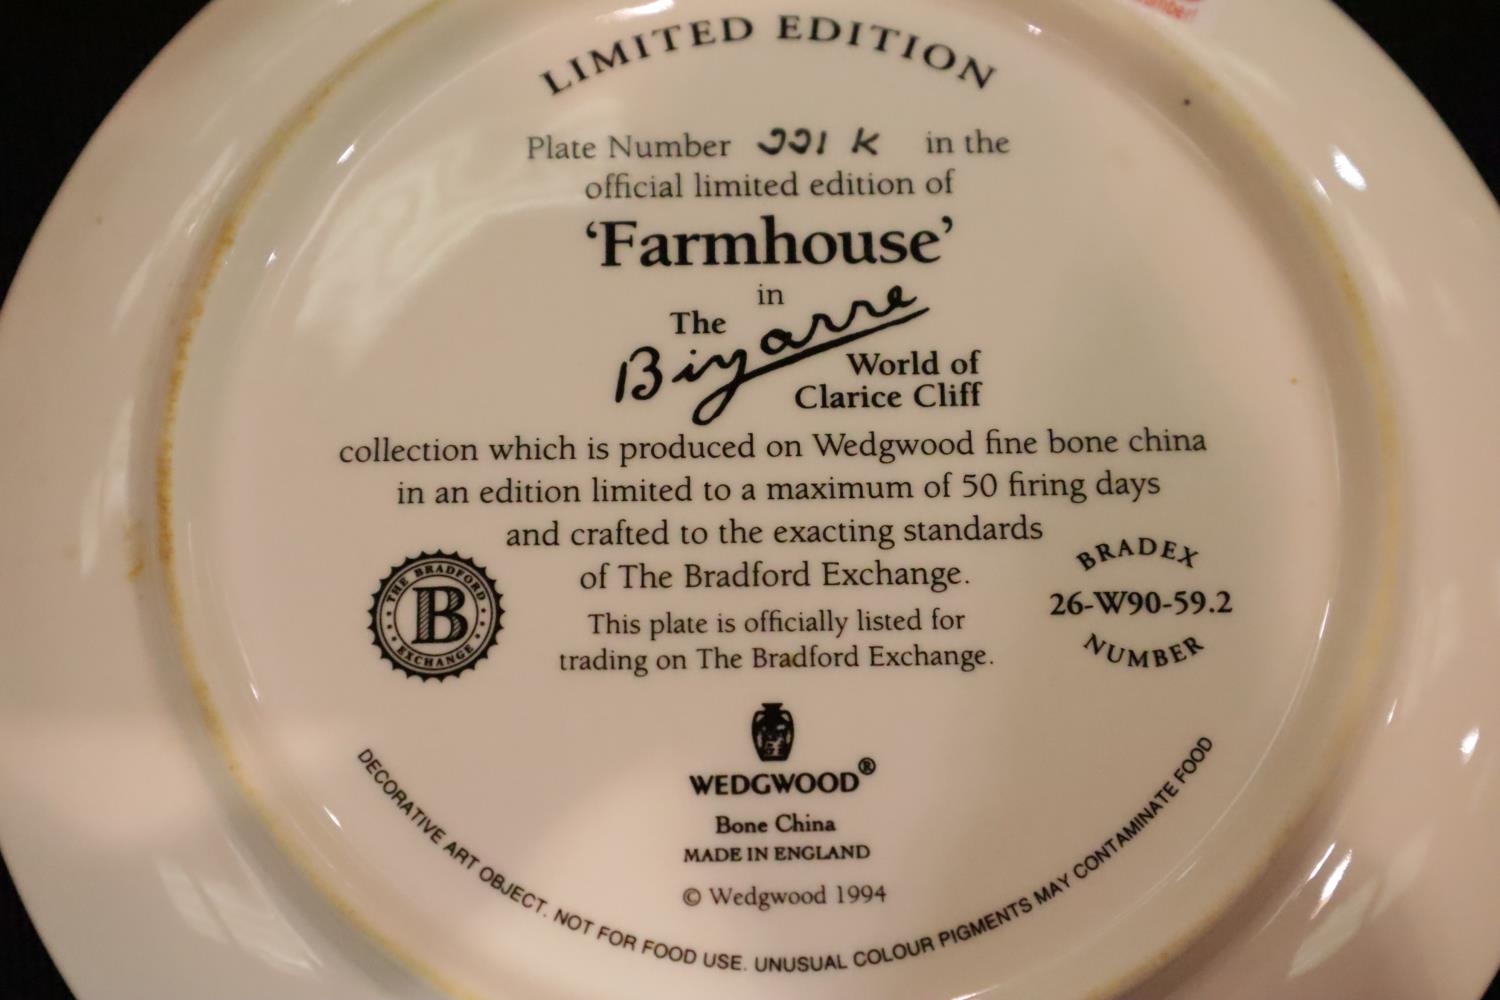 LIMITED EDITION
Plate Number 221 K in the
official limited edition of
'Farmhouse'
in
The
Bizarre
World of
Clarice Cliff
collection which is produced on Wedgwood fine bone china
in an edition limited to a maximum of 50 firing days
and crafted to the exacting standards
of The Bradford Exchange.
This plate is officially listed for
trading on The Bradford Exchange.
THE BRADFORD
B
EXCHANGE
BRADEX
26-W90-59.2
NUMBER
WEDGWOOD®
Bone China
MADE IN ENGLAND
© Wedgwood 1994
DECORATIVE ART OBJECT. NOT FOR FOOD USE. UNUSUAL COLOUR PIGMENTS MAY CONTAMINATE FOOD